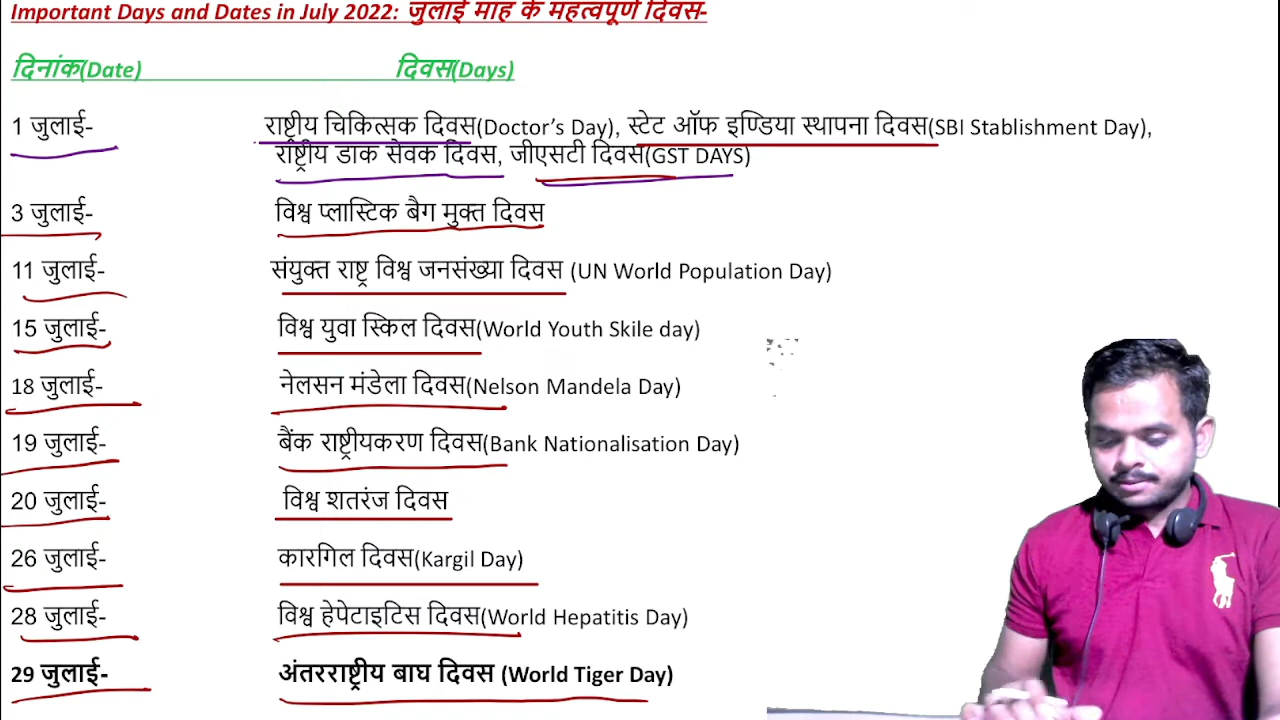 Important Days and Dates in July 2022: जुलाई माह के महत्वपूर्ण दिवस-
दिनांक(Date) दिवस(Days)
1 जुलाई- राष्ट्रीय चिकित्सक दिवस(Doctor's Day), स्टेट ऑफ इण्डिया स्थापना दिवस(SBI Stablishment Day),
राष्ट्रीय डाक सेवक दिवस, जीएसटी दिवस(GST DAYS)
3 जुलाई- विश्व प्लास्टिक बैग मुक्त दिवस
11 जुलाई- संयुक्त राष्ट्र विश्व जनसंख्या दिवस (UN World Population Day)
15 जुलाई- विश्व युवा स्किल दिवस(World Youth Skile day)
18 जुलाई- नेलसन मंडेला दिवस(Nelson Mandela Day)
19 जुलाई- बैंक राष्ट्रीयकरण दिवस(Bank Nationalisation Day)
20 जुलाई- विश्व शतरंज दिवस
26 जुलाई- कारगिल दिवस(Kargil Day)
28 जुलाई- विश्व हेपेटाइटिस दिवस(World Hepatitis Day)
29 जुलाई- अंतरराष्ट्रीय बाघ दिवस (World Tiger Day)